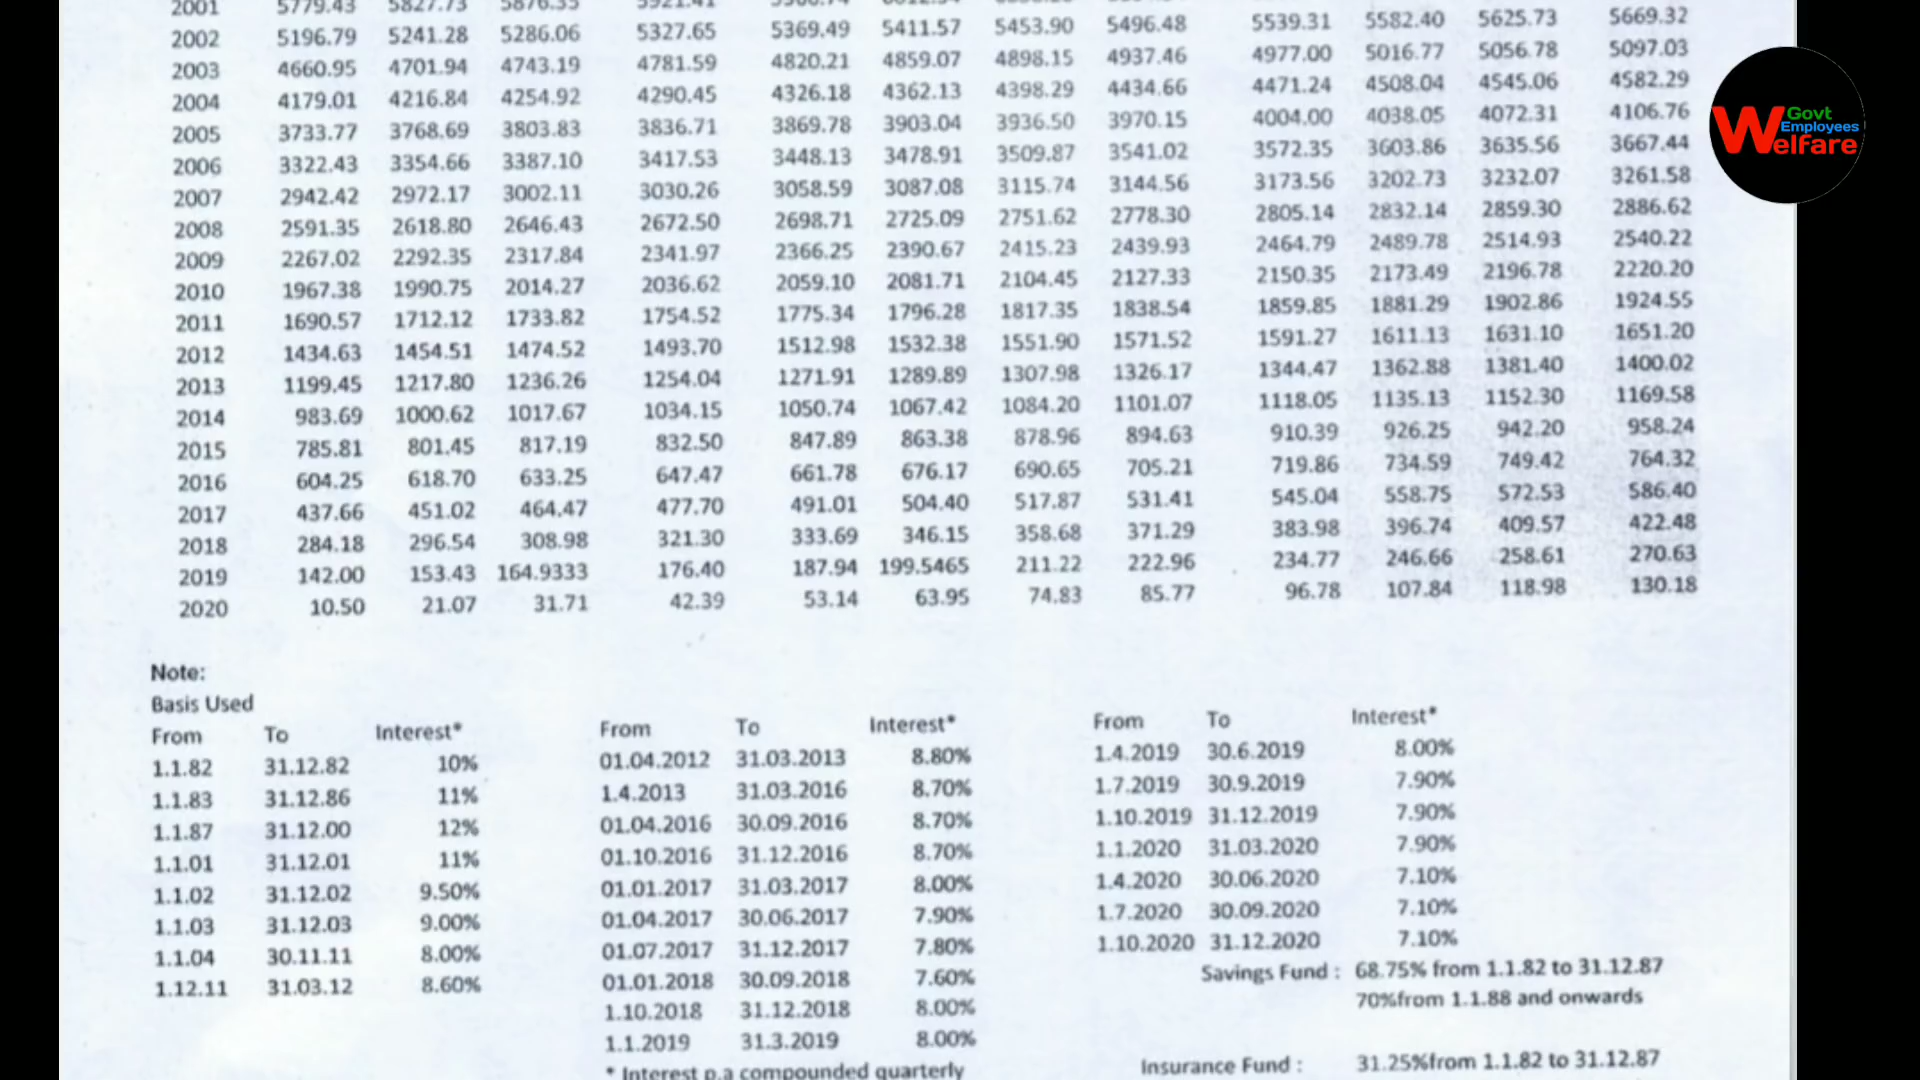 2001 5779.43 5827.73 5876.35
2002 5196.79 5241.28 5286.06 5327.65 5369.49 5411.57 5453.90 5496.48 5539.31 5582.40 5625.73 5669.32
2003 4660.95 4701.94 4743.19 4781.59 4820.21 4859.07 4898.15 4937.46 4977.00 5016.77 5056.78 5097.03
2004 4179.01 4216.84 4254.92 4290.45 4326.18 4362.13 4398.29 4434.66 4471.24 4508.04 4545.06 4582.29
2005 3733.77 3768.69 3803.83 3836.71 3869.78 3903.04 3936.50 3970.15 4004.00 4038.05 4072.31 4106.76
2006 3322.43 3354.66 3387.10 3417.53 3448.13 3478.91 3509.87 3541.02 3572.35 3603.86 3635.56 3667.44
2007 2942.42 2972.17 3002.11 3030.26 3058.59 3087.08 3115.74 3144.56 3173.56 3202.73 3232.07 3261.58
2008 2591.35 2618.80 2646.43 2672.50 2698.71 2725.09 2751.62 2778.30 2805.14 2832.14 2859.30 2886.62
2009 2267.02 2292.35 2317.84 2341.97 2366.25 2390.67 2415.23 2439.93 2464.79 2489.78 2514.93 2540.22
2010 1967.38 1990.75 2014.27 2036.62 2059.10 2081.71 2104.45 2127.33 2150.35 2173.49 2196.78 2220.20
2011 1690.57 1712.12 1733.82 1754.52 1775.34 1796.28 1817.35 1838.54 1859.85 1881.29 1902.86 1924.55
2012 1434.63 1454.51 1474.52 1493.70 1512.98 1532.38 1551.90 1571.52 1591.27 1611.13 1631.10 1651.20
2013 1199.45 1217.80 1236.26 1254.04 1271.91 1289.89 1307.98 1326.17 1344.47 1362.88 1381.40 1400.02
2014 983.69 1000.62 1017.67 1034.15 1050.74 1067.42 1084.20 1101.07 1118.05 1135.13 1152.30 1169.58
2015 785.81 801.45 817.19 832.50 847.89 863.38 878.96 894.63 910.39 926.25 942.20 958.24
2016 604.25 618.70 633.25 647.47 661.78 676.17 690.65 705.21 719.86 734.59 749.42 764.32
2017 437.66 451.02 464.47 477.70 491.01 504.40 517.87 531.41 545.04 558.75 572.53 586.40
2018 284.18 296.54 308.98 321.30 333.69 346.15 358.68 371.29 383.98 396.74 409.57 422.48
2019 142.00 153.43 164.9333 176.40 187.94 199.5465 211.22 222.96 234.77 246.66 258.61 270.63
2020 10.50 21.07 31.71 42.39 53.14 63.95 74.83 85.77 96.78 107.84 118.98 130.18
Govt
Employees
Welfare
Note:
Basis Used
From To Interest*
1.1.82 31.12.82 10%
1.1.83 31.12.86 11%
1.1.87 31.12.00 12%
1.1.01 31.12.01 11%
1.1.02 31.12.02 9.50%
1.1.03 31.12.03 9.00%
1.1.04 30.11.11 8.00%
1.12.11 31.03.12 8.60%
From To Interest*
01.04.2012 31.03.2013 8.80%
1.4.2013 31.03.2016 8.70%
01.04.2016 30.09.2016 8.70%
01.10.2016 31.12.2016 8.70%
01.01.2017 31.03.2017 8.00%
01.04.2017 30.06.2017 7.90%
01.07.2017 31.12.2017 7.80%
01.01.2018 30.09.2018 7.60%
1.10.2018 31.12.2018 8.00%
1.1.2019 31.3.2019 8.00%
* Interest p.a compounded quarterly
From To Interest*
1.4.2019 30.6.2019 8.00%
1.7.2019 30.9.2019 7.90%
1.10.2019 31.12.2019 7.90%
1.1.2020 31.03.2020 7.90%
1.4.2020 30.06.2020 7.10%
1.7.2020 30.09.2020 7.10%
1.10.2020 31.12.2020 7.10%
Savings Fund : 68.75% from 1.1.82 to 31.12.87
70%from 1.1.88 and onwards
Insurance Fund : 31.25%from 1.1.82 to 31.12.87